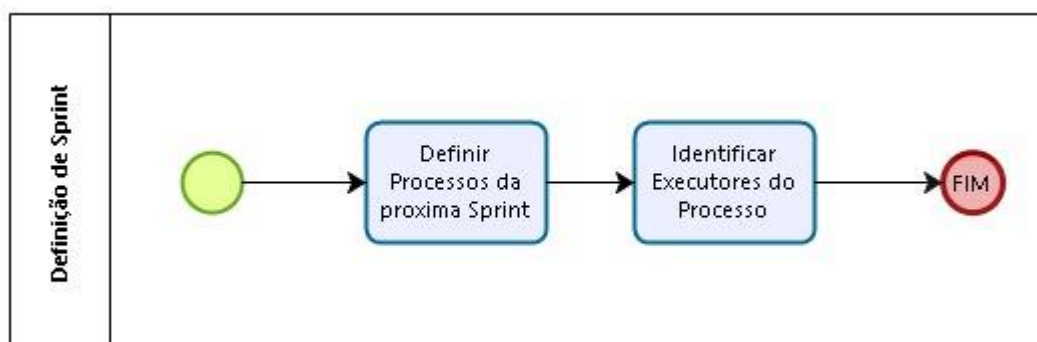 Definição de Sprint
Definir
Processos da
proxima Sprint
Identificar
Executores do
Processo
FIM